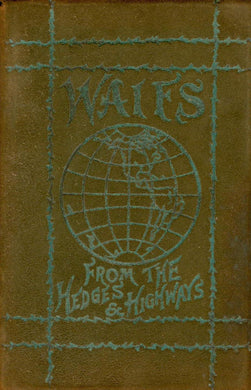 WAIFS
FROM THE
HEDGES
& HIGHWAYS